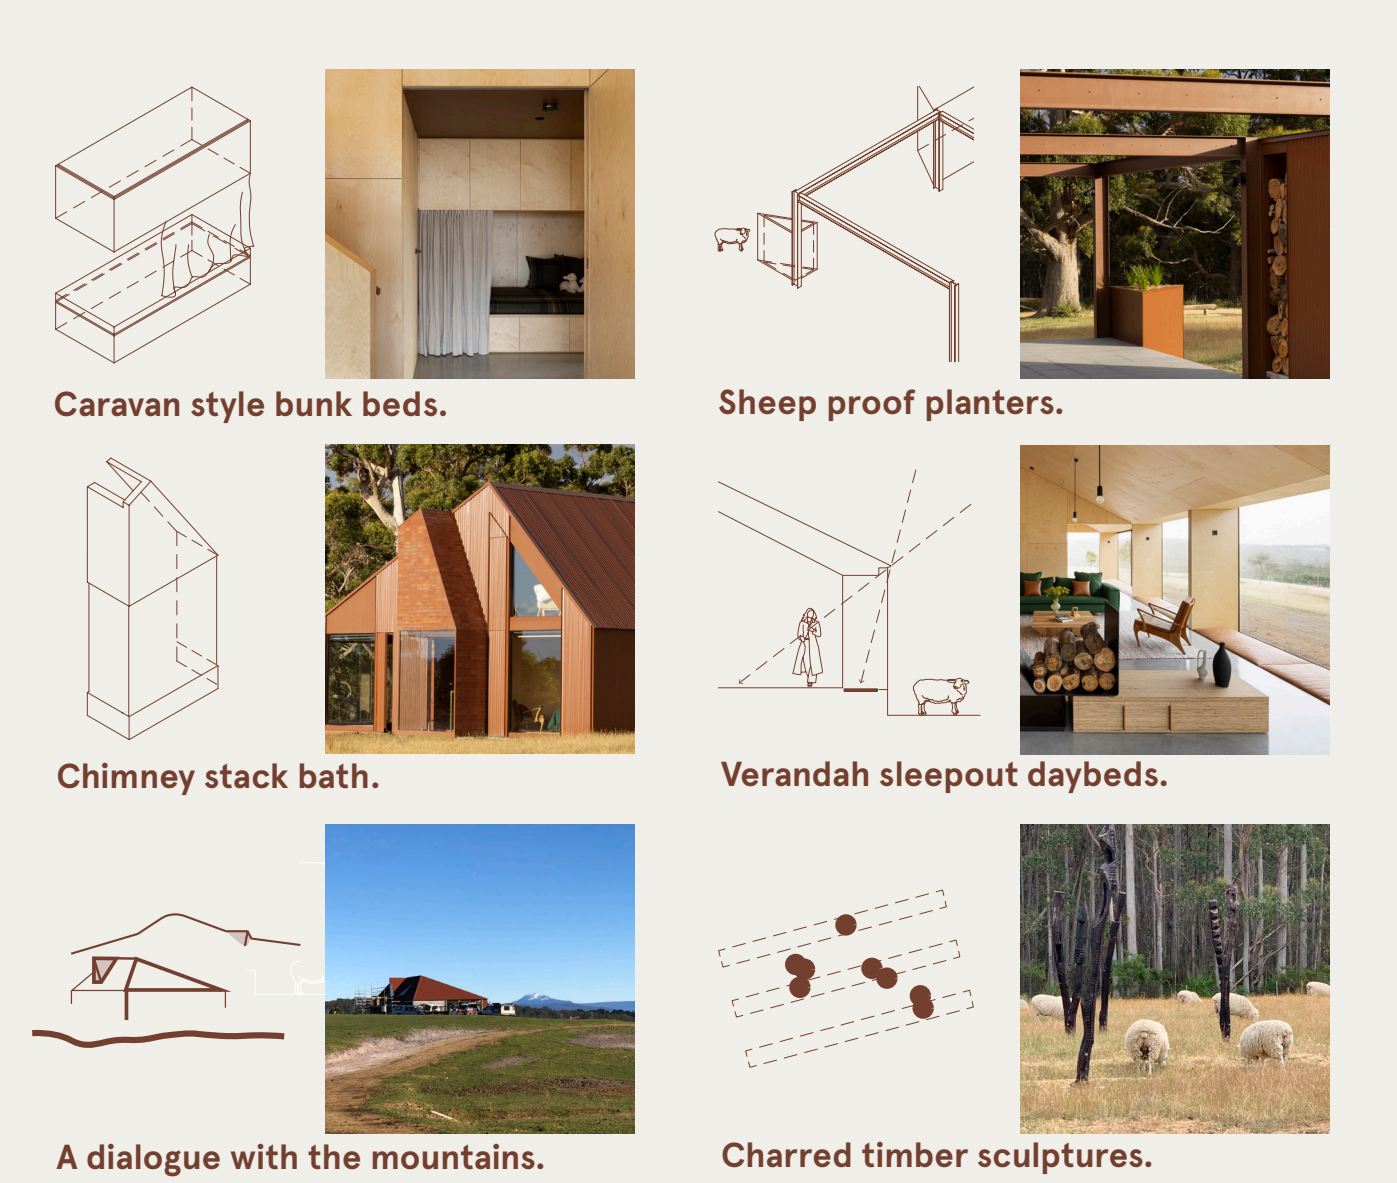 Caravan style bunk beds.
Sheep proof planters.
Chimney stack bath.
Verandah sleepout daybeds.
A dialogue with the mountains.
Charred timber sculptures.